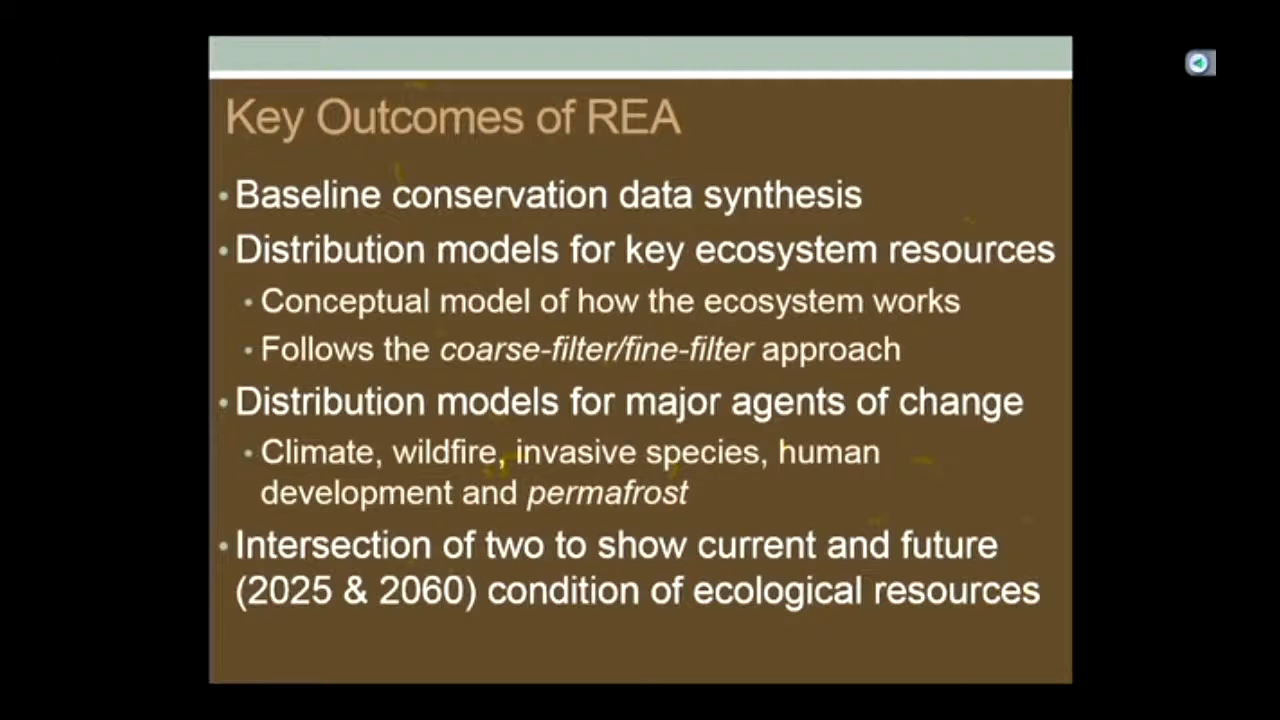 Key Outcomes of REA
• Baseline conservation data synthesis
• Distribution models for key ecosystem resources
• Conceptual model of how the ecosystem works
• Follows the coarse-filter/fine-filter approach
• Distribution models for major agents of change
• Climate, wildfire, invasive species, human
development and permafrost
• Intersection of two to show current and future
(2025 & 2060) condition of ecological resources